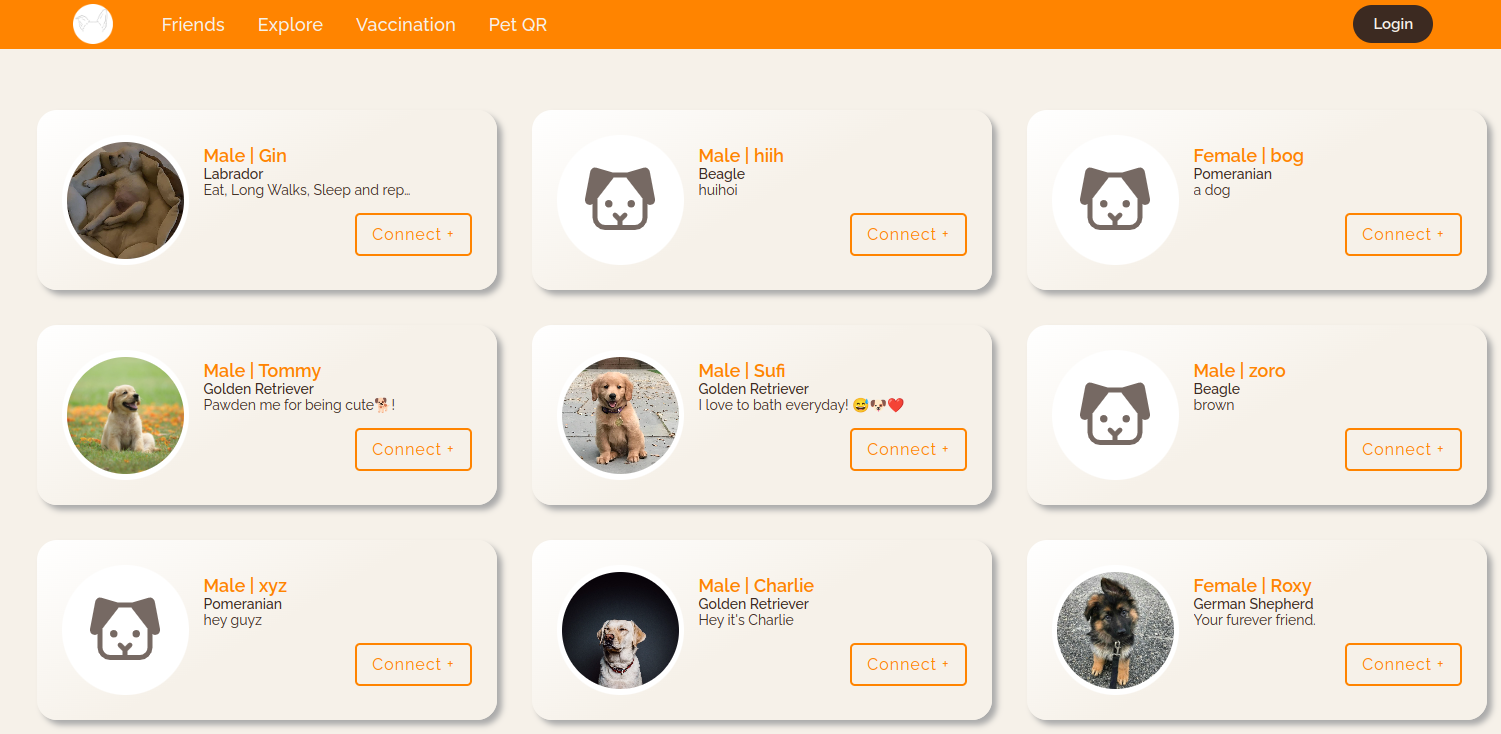 Friends Explore Vaccination Pet QR Login
Male | Gin
Labrador
Eat, Long Walks, Sleep and rep...
Connect +
Male | hiih
Beagle
huihoi
Connect +
Female | bog
Pomeranian
a dog
Connect +
Male | Tommy
Golden Retriever
Pawden me for being cute🐕!
Connect +
Male | Sufi
Golden Retriever
I love to bath everyday! 😅🐶❤️
Connect +
Male | zoro
Beagle
brown
Connect +
Male | xyz
Pomeranian
hey guyz
Connect +
Male | Charlie
Golden Retriever
Hey it's Charlie
Connect +
Female | Roxy
German Shepherd
Your furever friend.
Connect +